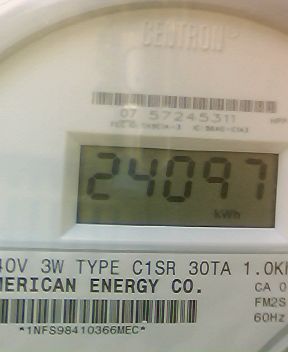 CENTRON®
07 57245311
24097
kWh
40V 3W TYPE C1SR 30TA 1.0K
MERICAN ENERGY CO.
CA 0
FM2S
60Hz
*1NFS98410366MEC*